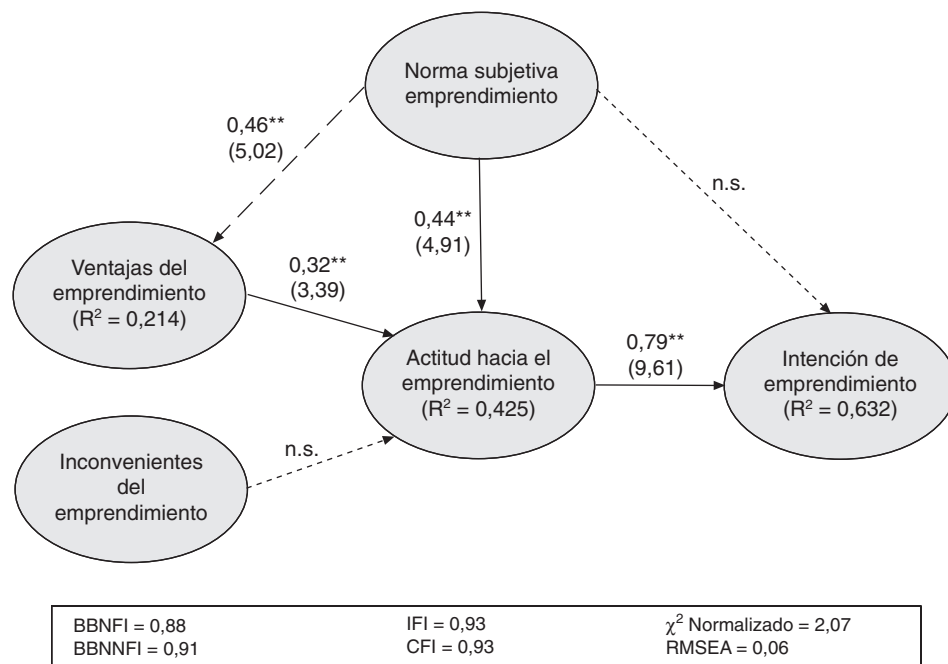 Norma subjetiva
emprendimiento
0,46**
(5,02)
n.s.
0,44**
(4,91)
Ventajas del
emprendimiento
(R² = 0,214)
0,32**
(3,39)
Actitud hacia el
emprendimiento
(R² = 0,425)
0,79**
(9,61)
Intención de
emprendimiento
(R² = 0,632)
n.s.
Inconvenientes
del
emprendimiento
BBNFI = 0,88 IFI = 0,93 χ² Normalizado = 2,07
BBNNFI = 0,91 CFI = 0,93 RMSEA = 0,06